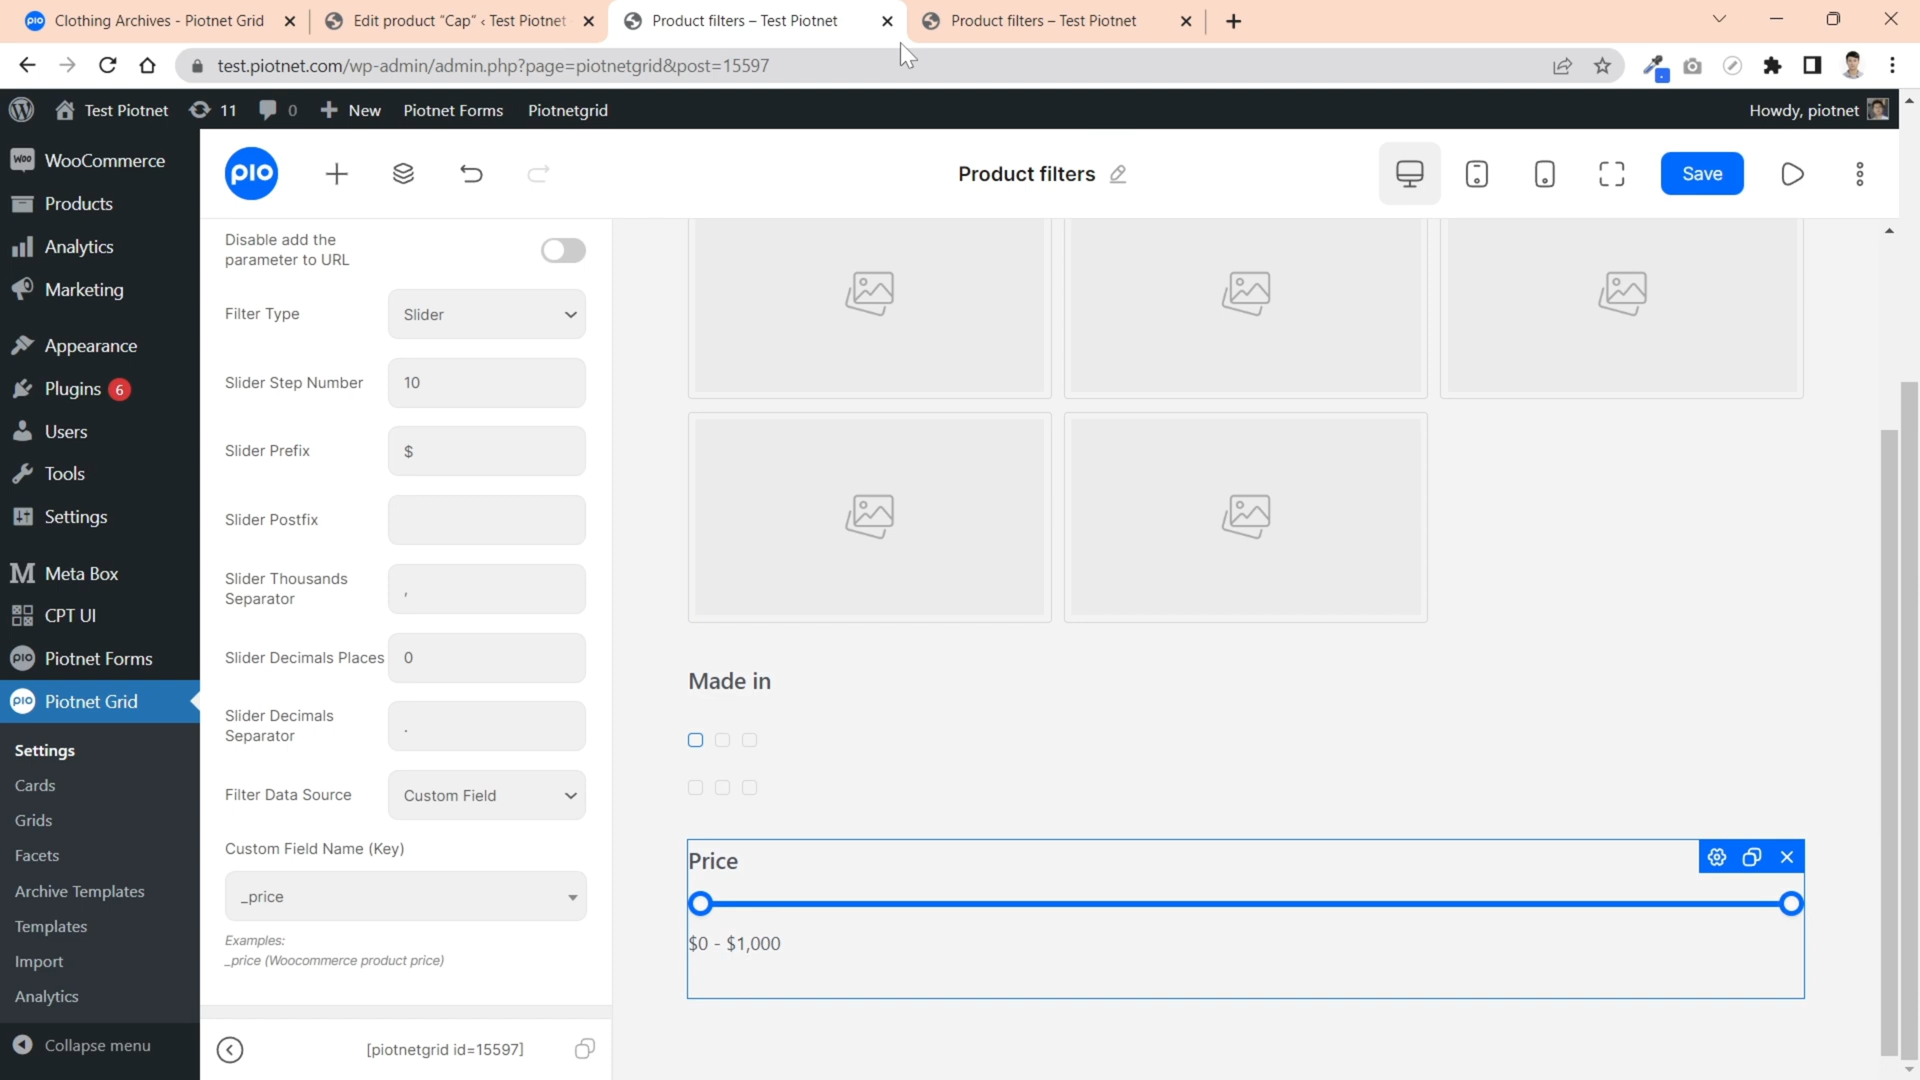 pio Clothing Archives - Piotnet Grid
Edit product “Cap” ‹ Test Piotnet
Product filters – Test Piotnet
Product filters – Test Piotnet
test.piotnet.com/wp-admin/admin.php?page=piotnetgrid&post=15597
Test Piotnet 11 0 New Piotnet Forms Piotnetgrid Howdy, piotnet
Woo WooCommerce
Products
Analytics
Marketing
Appearance
Plugins 6
Users
Tools
Settings
Meta Box
CPT UI
pio Piotnet Forms
pio Piotnet Grid
Settings
Cards
Grids
Facets
Archive Templates
Templates
Import
Analytics
Collapse menu
pio
Product filters
Save
Disable add the
parameter to URL
Filter Type Slider
Slider Step Number 10
Slider Prefix $
Slider Postfix
Slider Thousands
Separator ,
Slider Decimals Places 0
Slider Decimals
Separator .
Filter Data Source Custom Field
Custom Field Name (Key)
_price
Examples:
_price (Woocommerce product price)
[piotnetgrid id=15597]
Made in
Price
$0 - $1,000